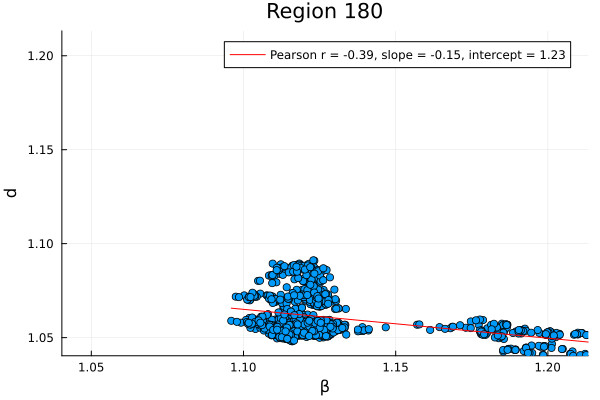 Region 180
Pearson r = -0.39, slope = -0.15, intercept = 1.23
1.20
1.15
d
1.10
1.05
1.05 1.10 1.15 1.20
β